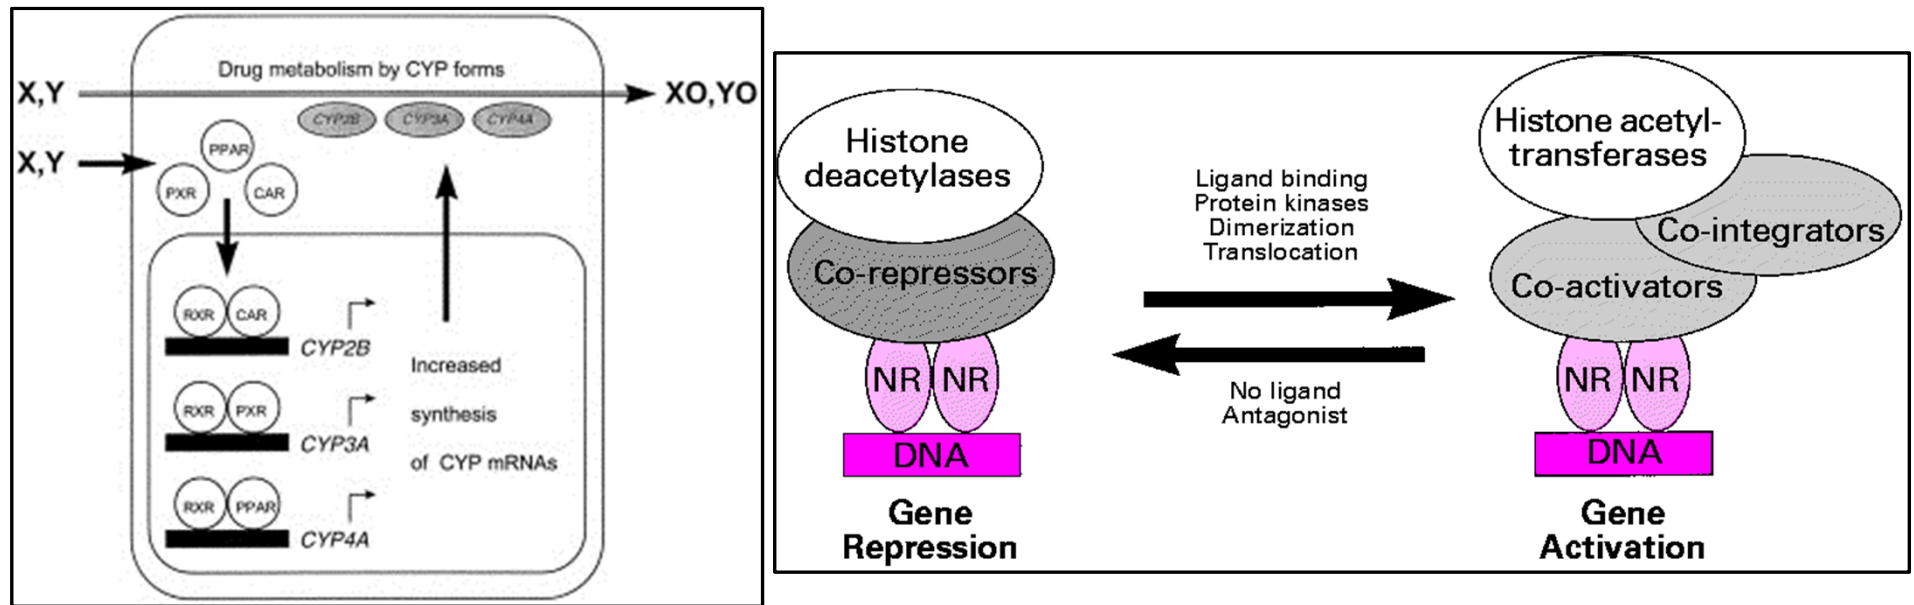 Drug metabolism by CYP forms
X,Y
XO,YO
CYP2B
CYP3A
CYP4A
X,Y
PPAR
PXR
CAR
RXR
CAR
CYP2B
Increased
synthesis
of CYP mRNAs
RXR
PXR
CYP3A
RXR
PPAR
CYP4A
Histone
deacetylases
Co-repressors
NR
NR
DNA
Gene
Repression
Ligand binding
Protein kinases
Dimerization
Translocation
No ligand
Antagonist
Histone acetyl-
transferases
Co-integrators
Co-activators
NR
NR
DNA
Gene
Activation